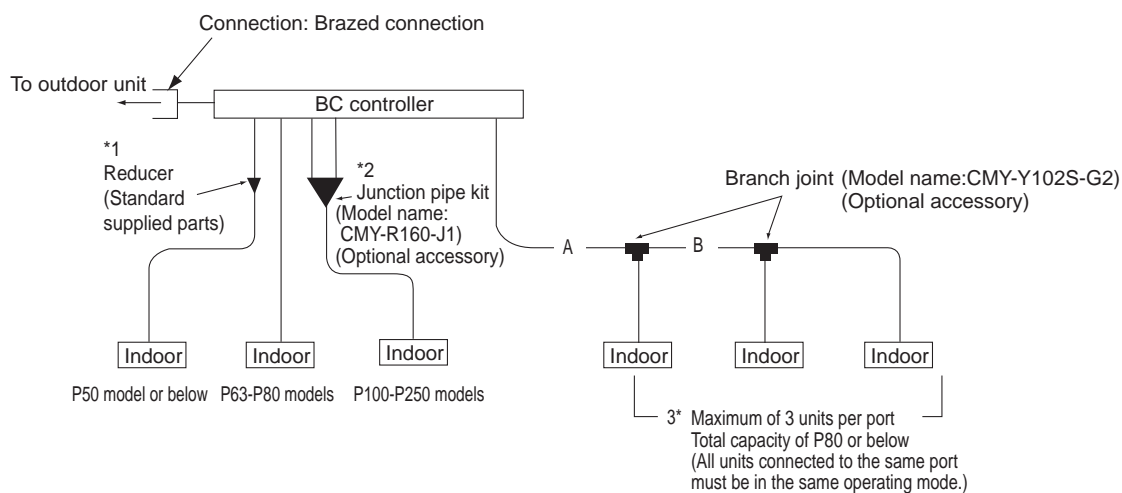 Connection: Brazed connection
To outdoor unit
BC controller
*1
Reducer
(Standard
supplied parts)
*2
Junction pipe kit
(Model name:
CMY-R160-J1)
(Optional accessory)
Branch joint (Model name:CMY-Y102S-G2)
(Optional accessory)
A
B
Indoor
Indoor
Indoor
Indoor
Indoor
Indoor
P50 model or below
P63-P80 models
P100-P250 models
3* Maximum of 3 units per port
Total capacity of P80 or below
(All units connected to the same port
must be in the same operating mode.)